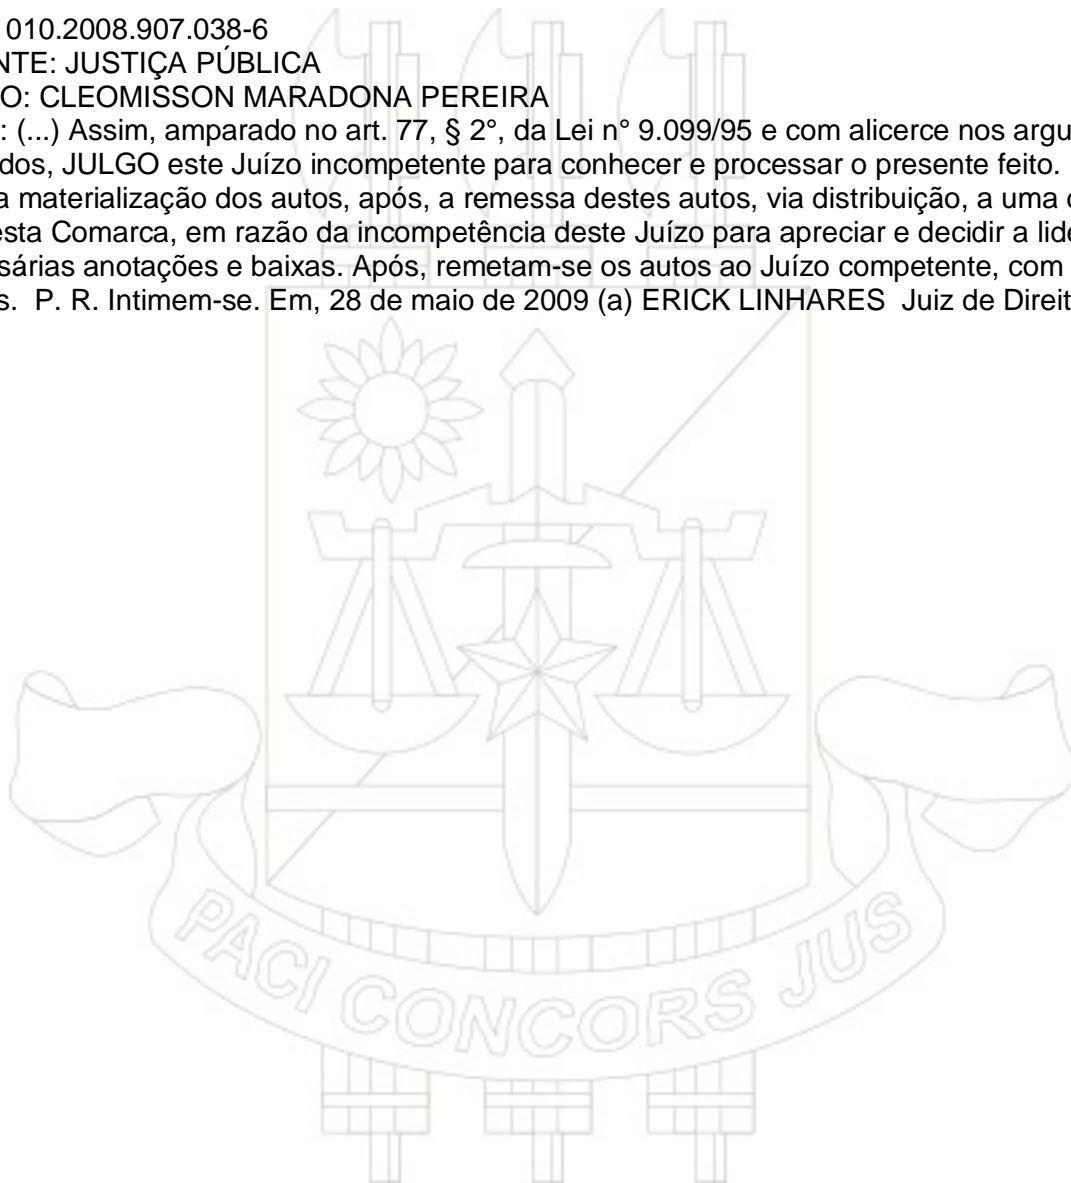 010.2008.907.038-6
NTE: JUSTIÇA PÚBLICA
O: CLEOMISSON MARADONA PEREIRA
: (...) Assim, amparado no art. 77, § 2°, da Lei n° 9.099/95 e com alicerce nos argu
dos, JULGO este Juízo incompetente para conhecer e processar o presente feito.
a materialização dos autos, após, a remessa destes autos, via distribuição, a uma
esta Comarca, em razão da incompetência deste Juízo para apreciar e decidir a lide
sárias anotações e baixas. Após, remetam-se os autos ao Juízo competente, com
s. P. R. Intimem-se. Em, 28 de maio de 2009 (a) ERICK LINHARES Juiz de Direit
PACI CONCORS JUS